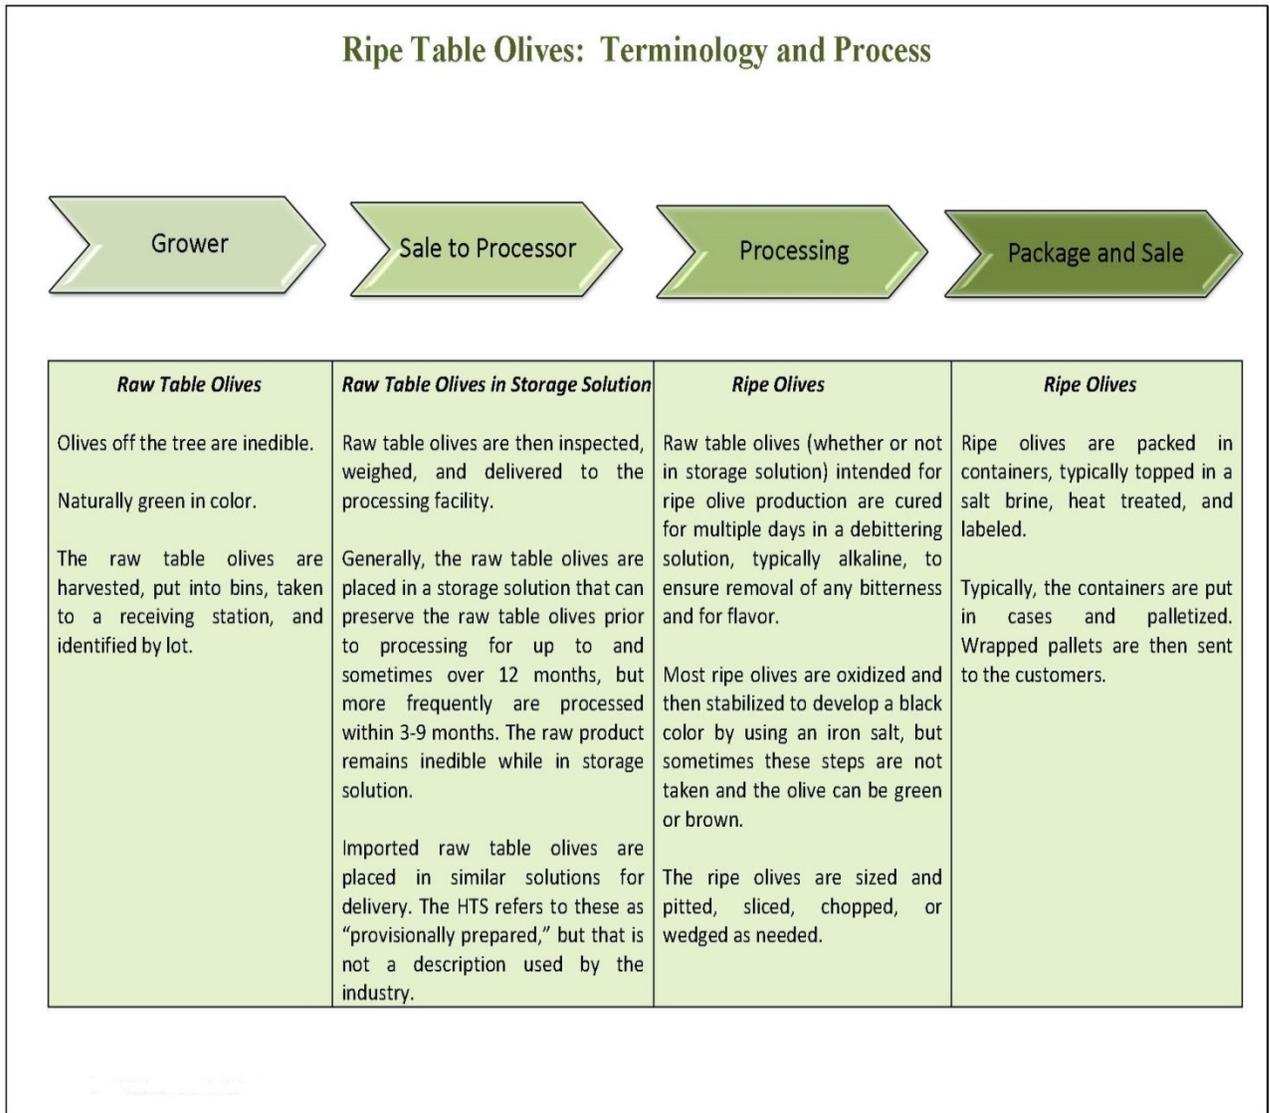 Ripe Table Olives: Terminology and Process
Grower
Sale to Processor
Processing
Package and Sale
Raw Table Olives
Olives off the tree are inedible.
Naturally green in color.
The raw table olives are
harvested, put into bins, taken
to a receiving station, and
identified by lot.
Raw Table Olives in Storage Solution
Raw table olives are then inspected,
weighed, and delivered to the
processing facility.
Generally, the raw table olives are
placed in a storage solution that can
preserve the raw table olives prior
to processing for up to and
sometimes over 12 months, but
more frequently are processed
within 3-9 months. The raw product
remains inedible while in storage
solution.
Imported raw table olives are
placed in similar solutions for
delivery. The HTS refers to these as
“provisionally prepared,” but that is
not a description used by the
industry.
Ripe Olives
Raw table olives (whether or not
in storage solution) intended for
ripe olive production are cured
for multiple days in a debittering
solution, typically alkaline, to
ensure removal of any bitterness
and for flavor.
Most ripe olives are oxidized and
then stabilized to develop a black
color by using an iron salt, but
sometimes these steps are not
taken and the olive can be green
or brown.
The ripe olives are sized and
pitted, sliced, chopped, or
wedged as needed.
Ripe Olives
Ripe olives are packed in
containers, typically topped in a
salt brine, heat treated, and
labeled.
Typically, the containers are put
in cases and palletized.
Wrapped pallets are then sent
to the customers.